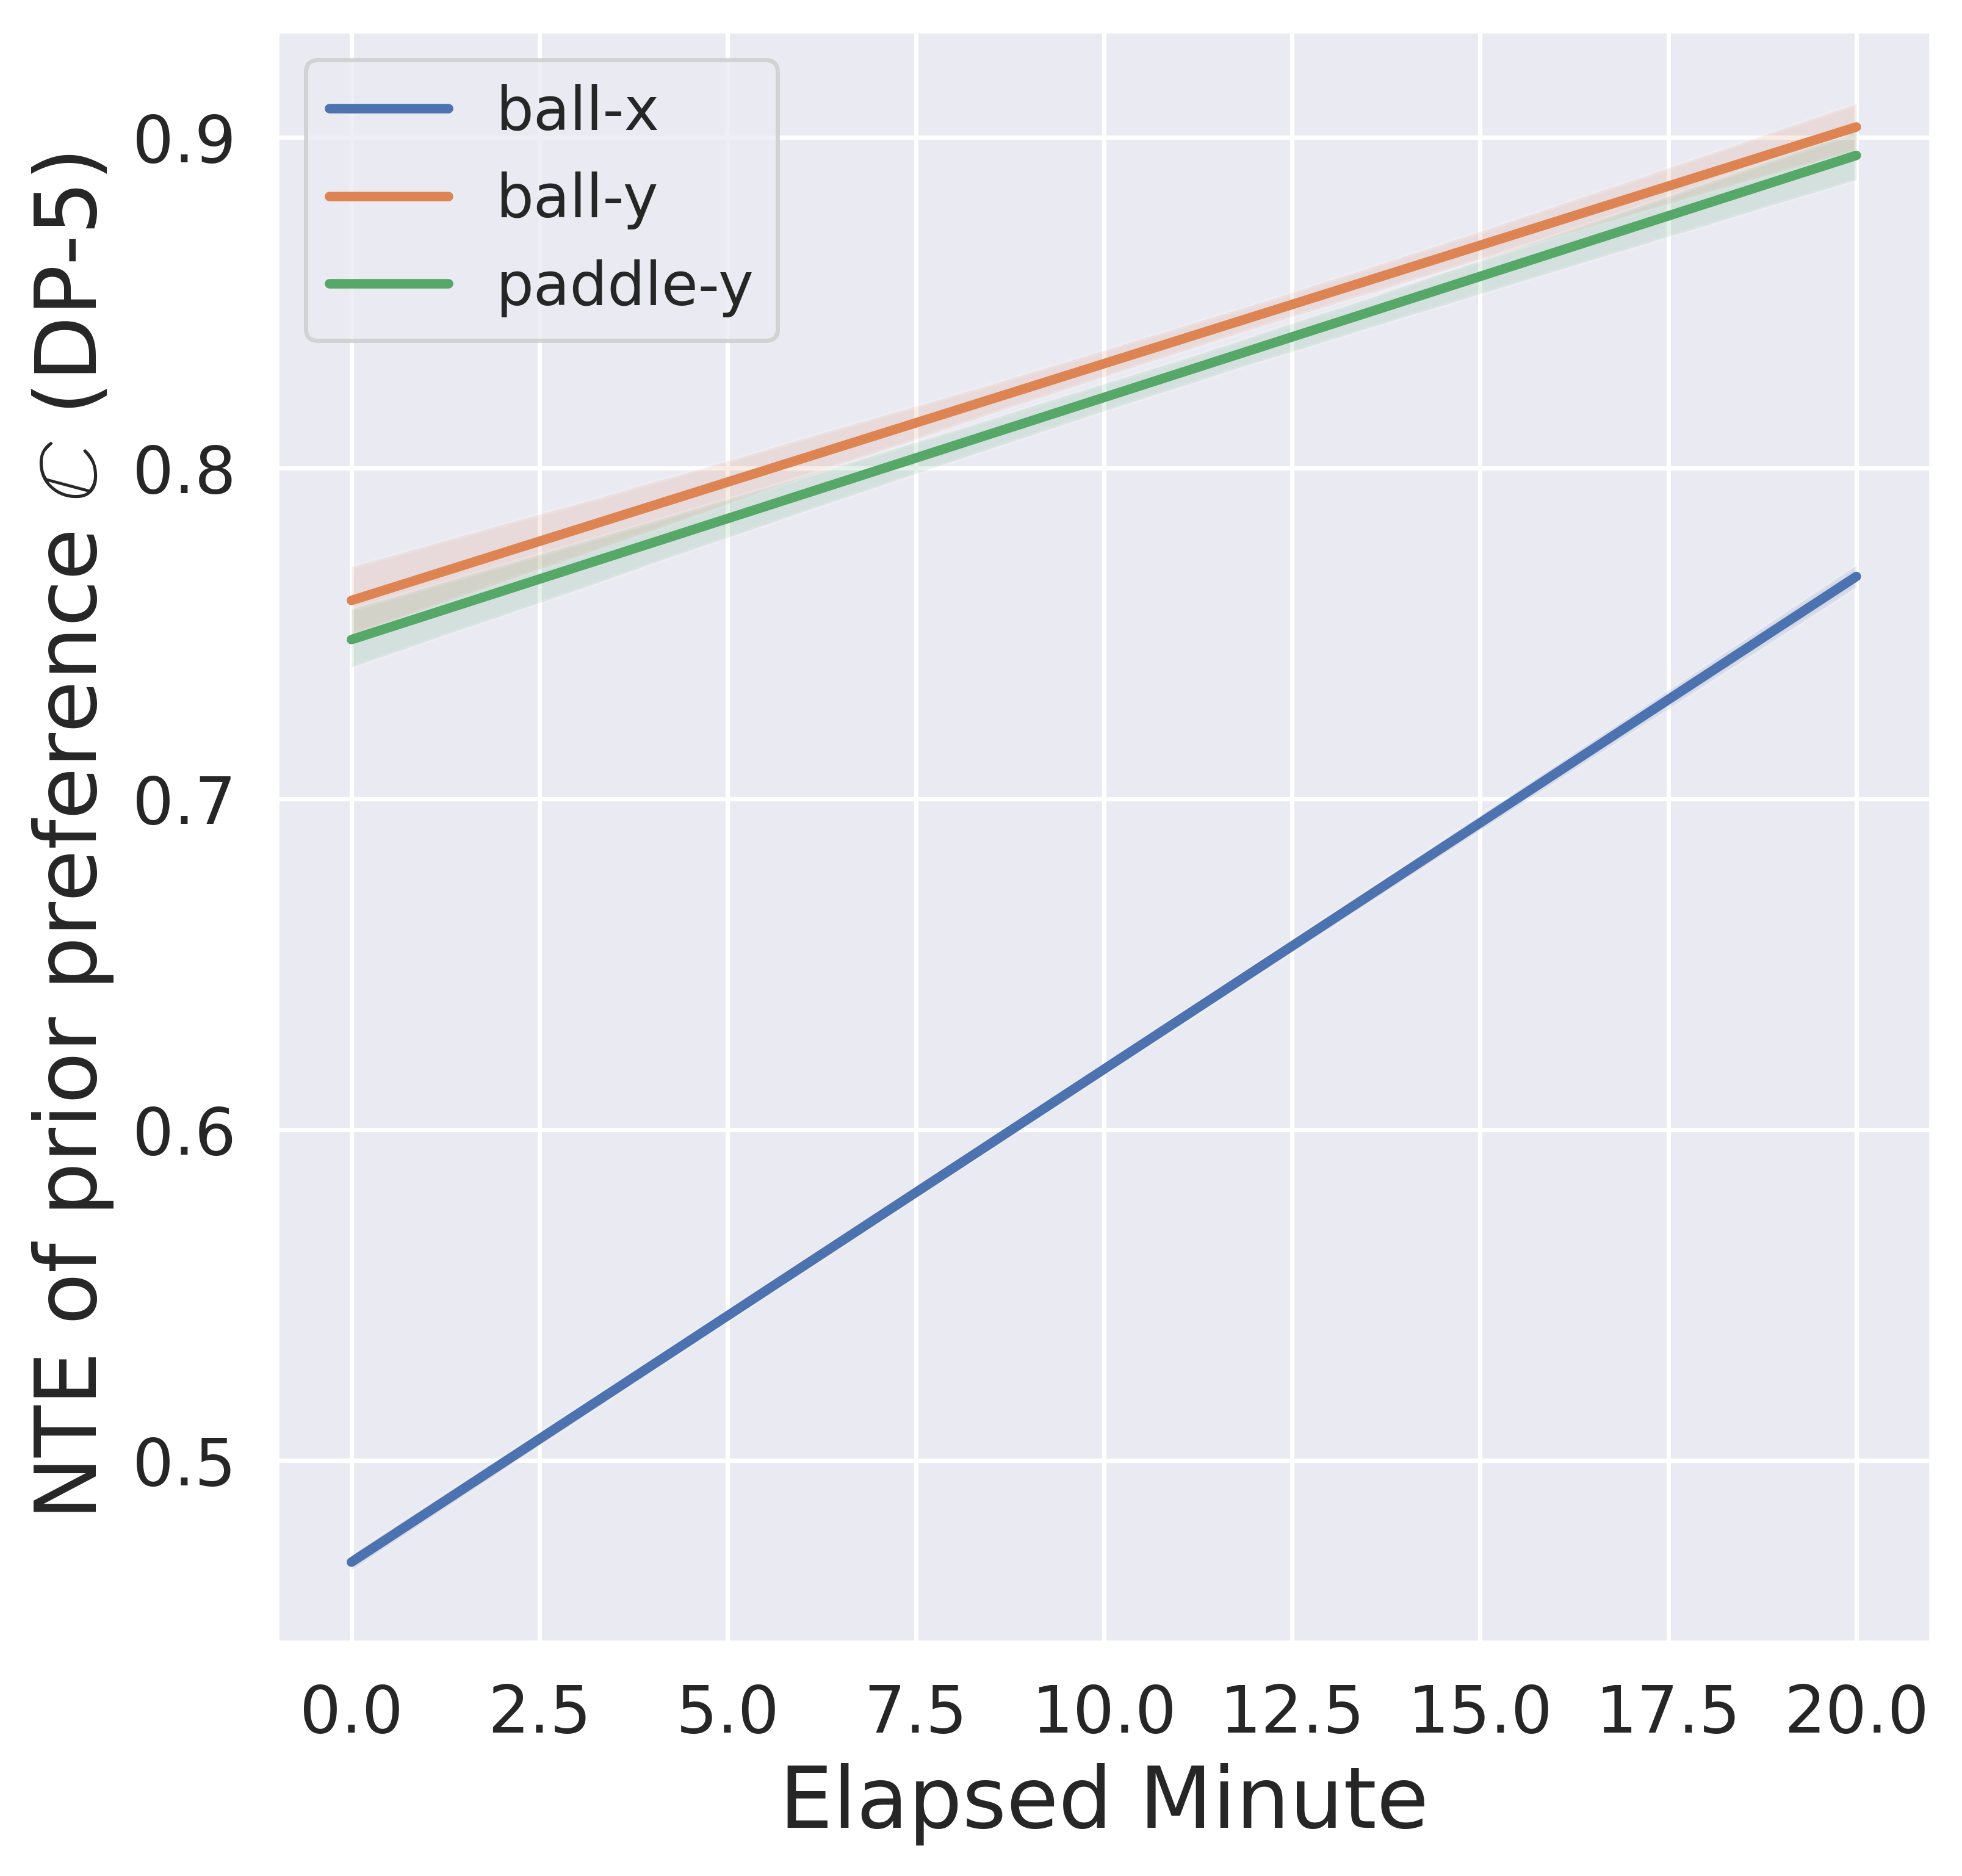 ball-x
ball-y
paddle-y
NTE of prior preference ℂ (DP-5)
0.9
0.8
0.7
0.6
0.5
0.0 2.5 5.0 7.5 10.0 12.5 15.0 17.5 20.0
Elapsed Minute